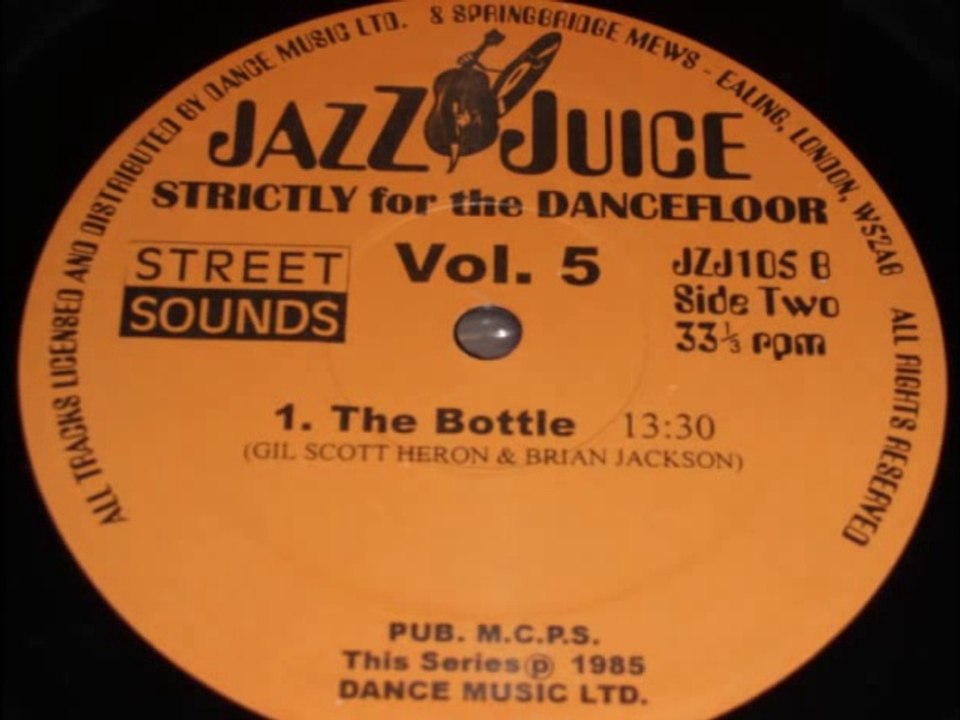 ALL TRACKS LICENSED AND DISTRIBUTED BY DANCE MUSIC LTD. 8 SPRINGBRIDGE MEWS - EALING, LONDON, W52AB ALL RIGHTS RESERVED
JAZZ JUICE
STRICTLY for the DANCEFLOOR
STREET
SOUNDS
Vol. 5
JZJ105 B
Side Two
33⅓ rpm
1. The Bottle 13:30
(GIL SCOTT HERON & BRIAN JACKSON)
PUB. M.C.P.S.
This Series ℗ 1985
DANCE MUSIC LTD.